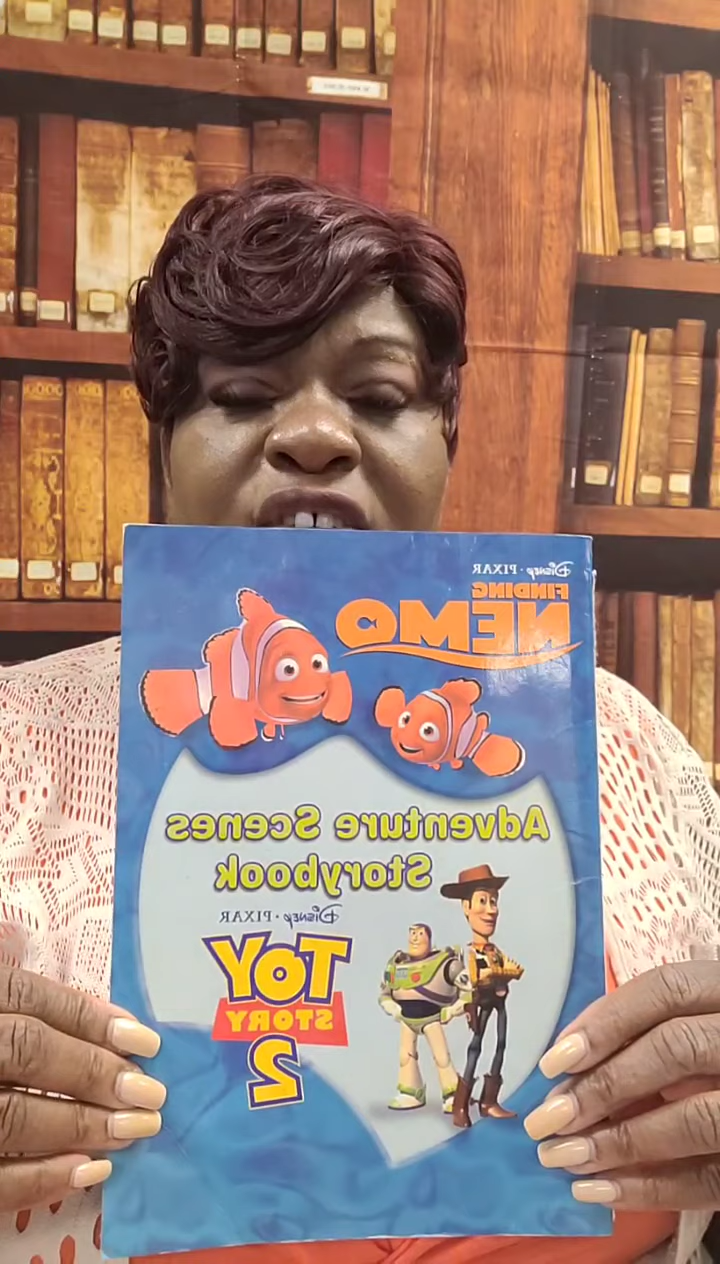 Disney · PIXAR
FINDING
NEMO
Adventure Scenes
Storybook
Disney · PIXAR
TOY
STORY
2